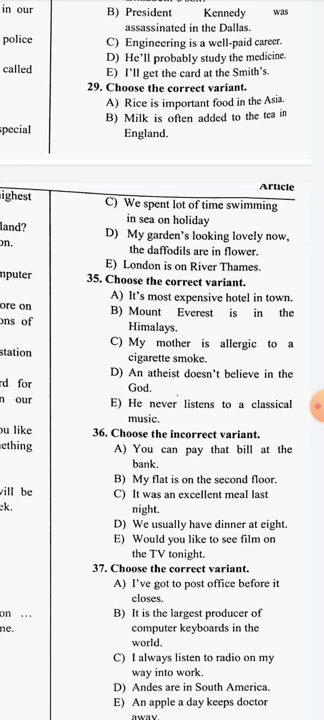 in our
police
called
special
B) President Kennedy was
assassinated in the Dallas.
C) Engineering is a well-paid career.
D) He'll probably study the medicine.
E) I'll get the card at the Smith's.
29. Choose the correct variant.
A) Rice is important food in the Asia.
B) Milk is often added to the tea in
England.
Article
highest
land?
on.
mputer
ore on
ons of
station
rd for
n our
ou like
ething
will be
ek.
on ...
me.
C) We spent lot of time swimming
in sea on holiday
D) My garden's looking lovely now,
the daffodils are in flower.
E) London is on River Thames.
35. Choose the correct variant.
A) It's most expensive hotel in town.
B) Mount Everest is in the
Himalays.
C) My mother is allergic to a
cigarette smoke.
D) An atheist doesn't believe in the
God.
E) He never listens to a classical
music.
36. Choose the incorrect variant.
A) You can pay that bill at the
bank.
B) My flat is on the second floor.
C) It was an excellent meal last
night.
D) We usually have dinner at eight.
E) Would you like to see film on
the TV tonight.
37. Choose the correct variant.
A) I've got to post office before it
closes.
B) It is the largest producer of
computer keyboards in the
world.
C) I always listen to radio on my
way into work.
D) Andes are in South America.
E) An apple a day keeps doctor
away.